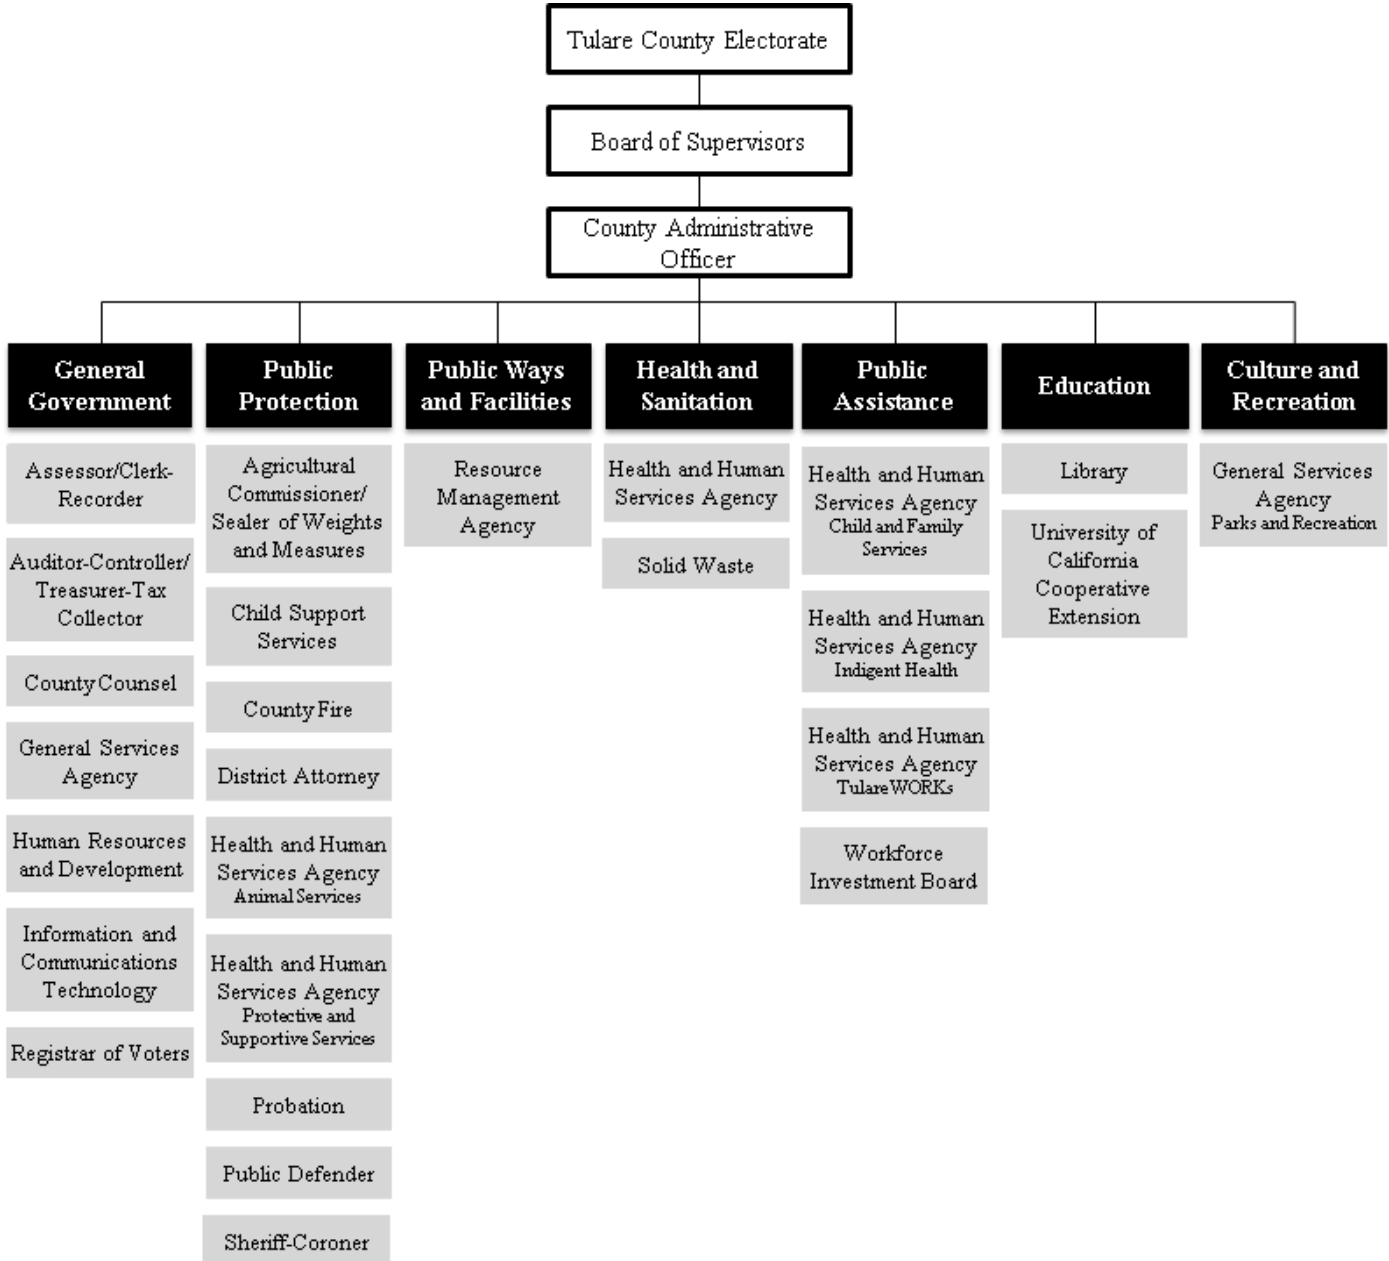 Tulare County Electorate
Board of Supervisors
County Administrative
Officer
General
Government
Assessor/Clerk-
Recorder
Auditor-Controller/
Treasurer-Tax
Collector
County Counsel
General Services
Agency
Human Resources
and Development
Information and
Communications
Technology
Registrar of Voters
Public
Protection
Agricultural
Commissioner/
Sealer of Weights
and Measures
Child Support
Services
County Fire
District Attorney
Health and Human
Services Agency
Animal Services
Health and Human
Services Agency
Protective and
Supportive Services
Probation
Public Defender
Sheriff-Coroner
Public Ways
and Facilities
Resource
Management
Agency
Health and
Sanitation
Health and Human
Services Agency
Solid Waste
Public
Assistance
Health and Human
Services Agency
Child and Family
Services
Health and Human
Services Agency
Indigent Health
Health and Human
Services Agency
TulareWORKs
Workforce
Investment Board
Education
Library
University of
California
Cooperative
Extension
Culture and
Recreation
General Services
Agency
Parks and Recreation